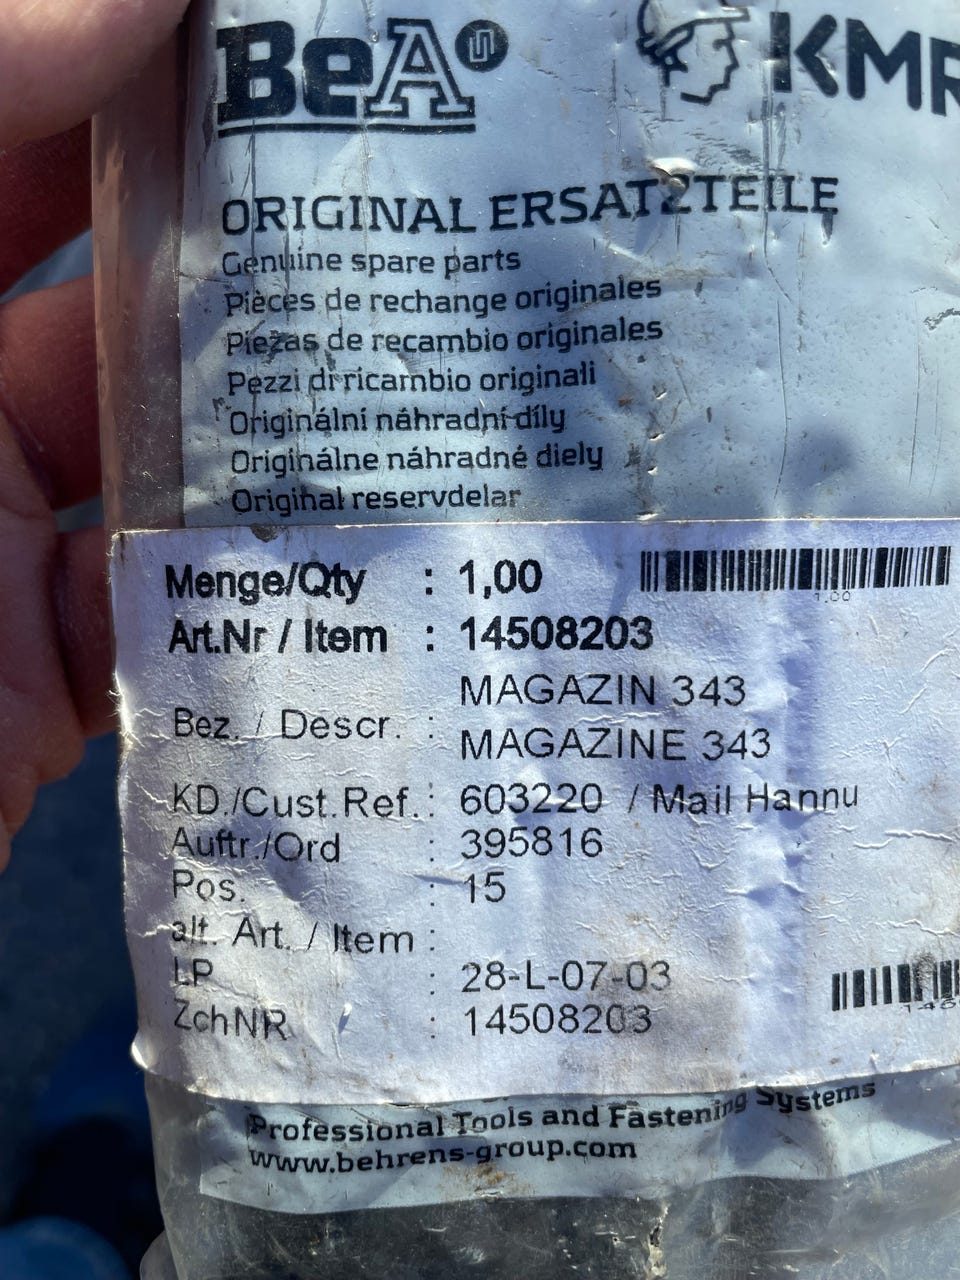 BeA®
KMR
ORIGINAL ERSATZTEILE
Genuine spare parts
Pièces de rechange originales
Piezas de recambio originales
Pezzi di ricambio originali
Originální náhradní díly
Originálne náhradné diely
Original reservdelar
Menge/Qty : 1,00
1,00
Art.Nr / Item : 14508203
Bez. / Descr. : MAGAZIN 343
MAGAZINE 343
KD./Cust.Ref.: 603220 / Mail Hannu
Auftr./Ord : 395816
Pos. : 15
alt. Art. / Item :
LP : 28-L-07-03
ZchNR : 14508203
Professional Tools and Fastening Systems
www.behrens-group.com